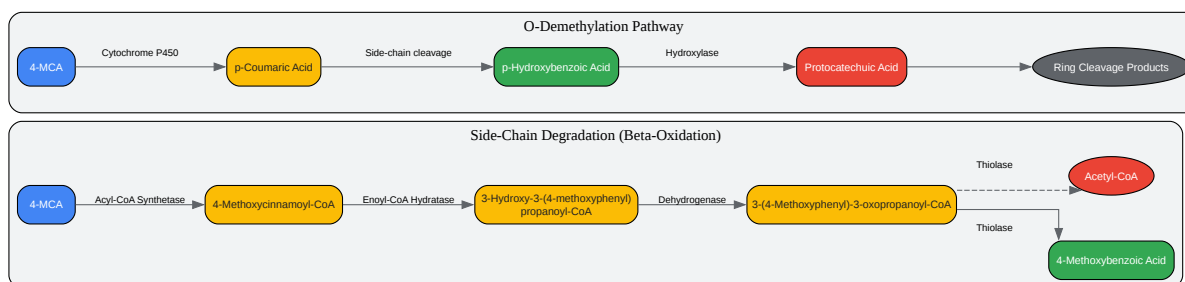 O-Demethylation Pathway
4-MCA
Cytochrome P450
p-Coumaric Acid
Side-chain cleavage
p-Hydroxybenzoic Acid
Hydroxylase
Protocatechuic Acid
Ring Cleavage Products
Side-Chain Degradation (Beta-Oxidation)
4-MCA
Acyl-CoA Synthetase
4-Methoxycinnamoyl-CoA
Enoyl-CoA Hydratase
3-Hydroxy-3-(4-methoxyphenyl)
propanoyl-CoA
Dehydrogenase
3-(4-Methoxyphenyl)-3-oxopropanoyl-CoA
Thiolase
Acetyl-CoA
Thiolase
4-Methoxybenzoic Acid